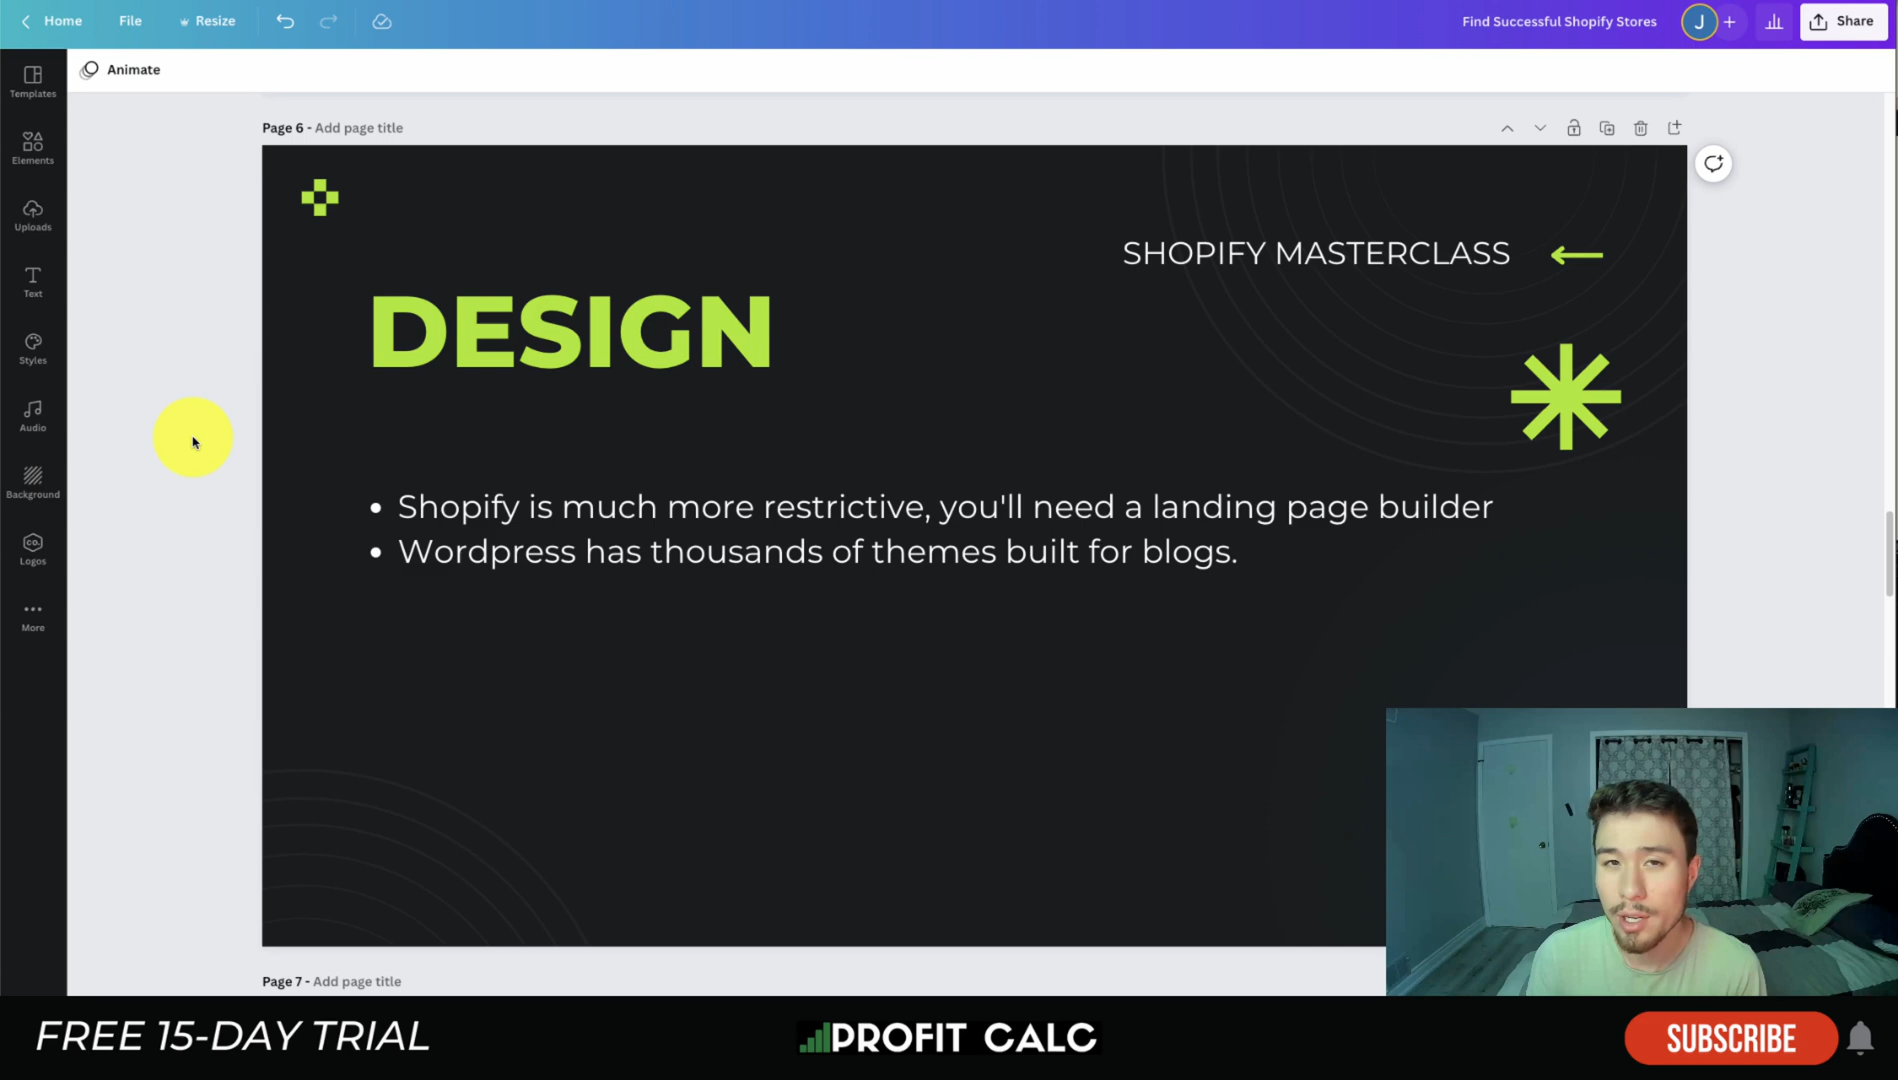 Home File Resize
Find Successful Shopify Stores J + Share
Animate
Templates
Elements
Uploads
Text
Styles
Audio
Background
CO.
Logos
More
Page 6 - Add page title
SHOPIFY MASTERCLASS
DESIGN
• Shopify is much more restrictive, you'll need a landing page builder
• Wordpress has thousands of themes built for blogs.
Page 7 - Add page title
FREE 15-DAY TRIAL
PROFIT CALC
SUBSCRIBE